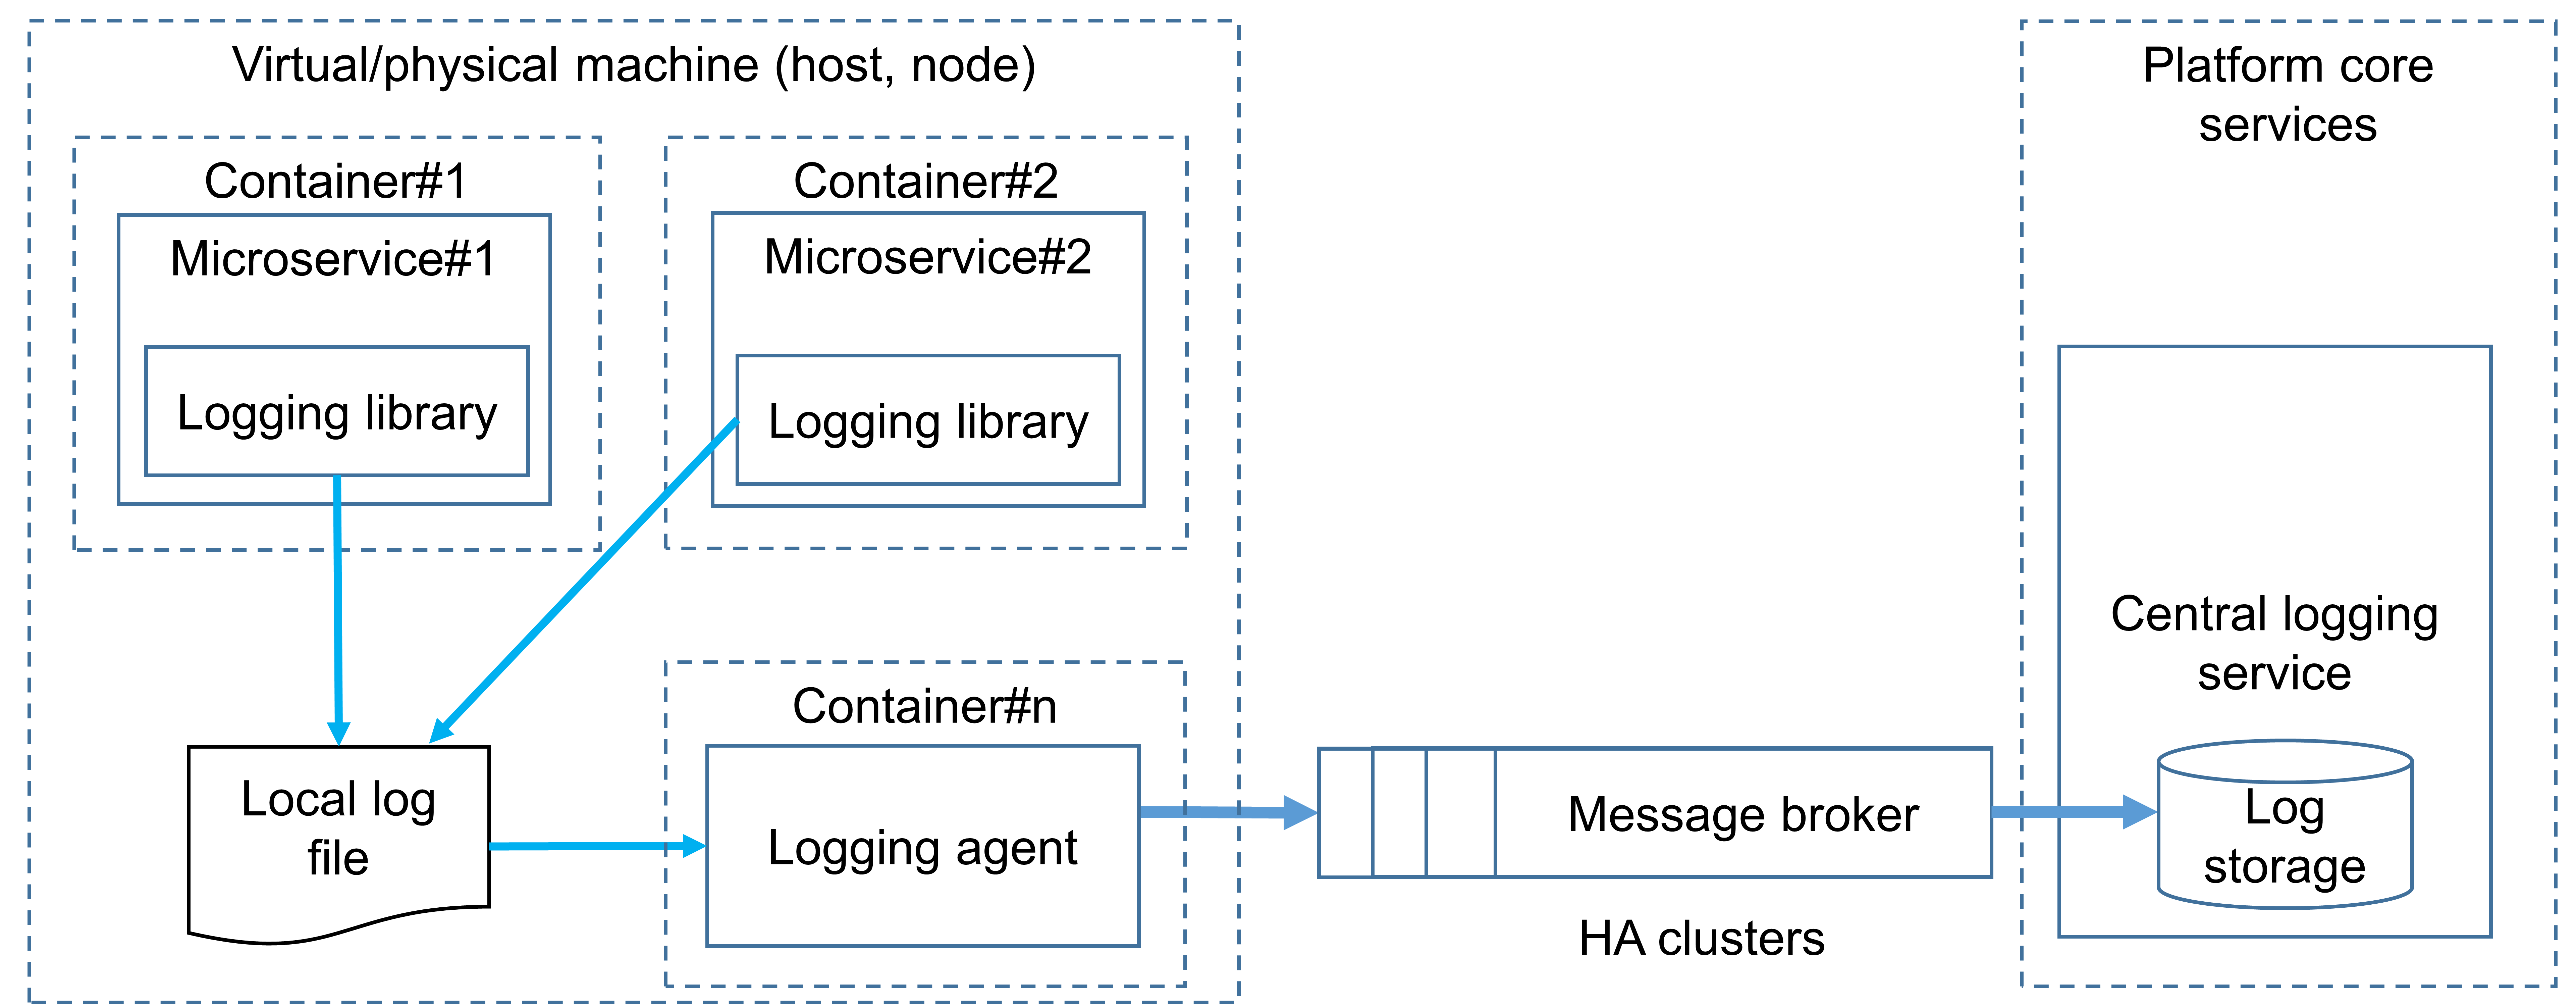 Virtual/physical machine (host, node)
Container#1
Microservice#1
Logging library
Container#2
Microservice#2
Logging library
Local log
file
Container#n
Logging agent
Message broker
HA clusters
Platform core
services
Central logging
service
Log
storage